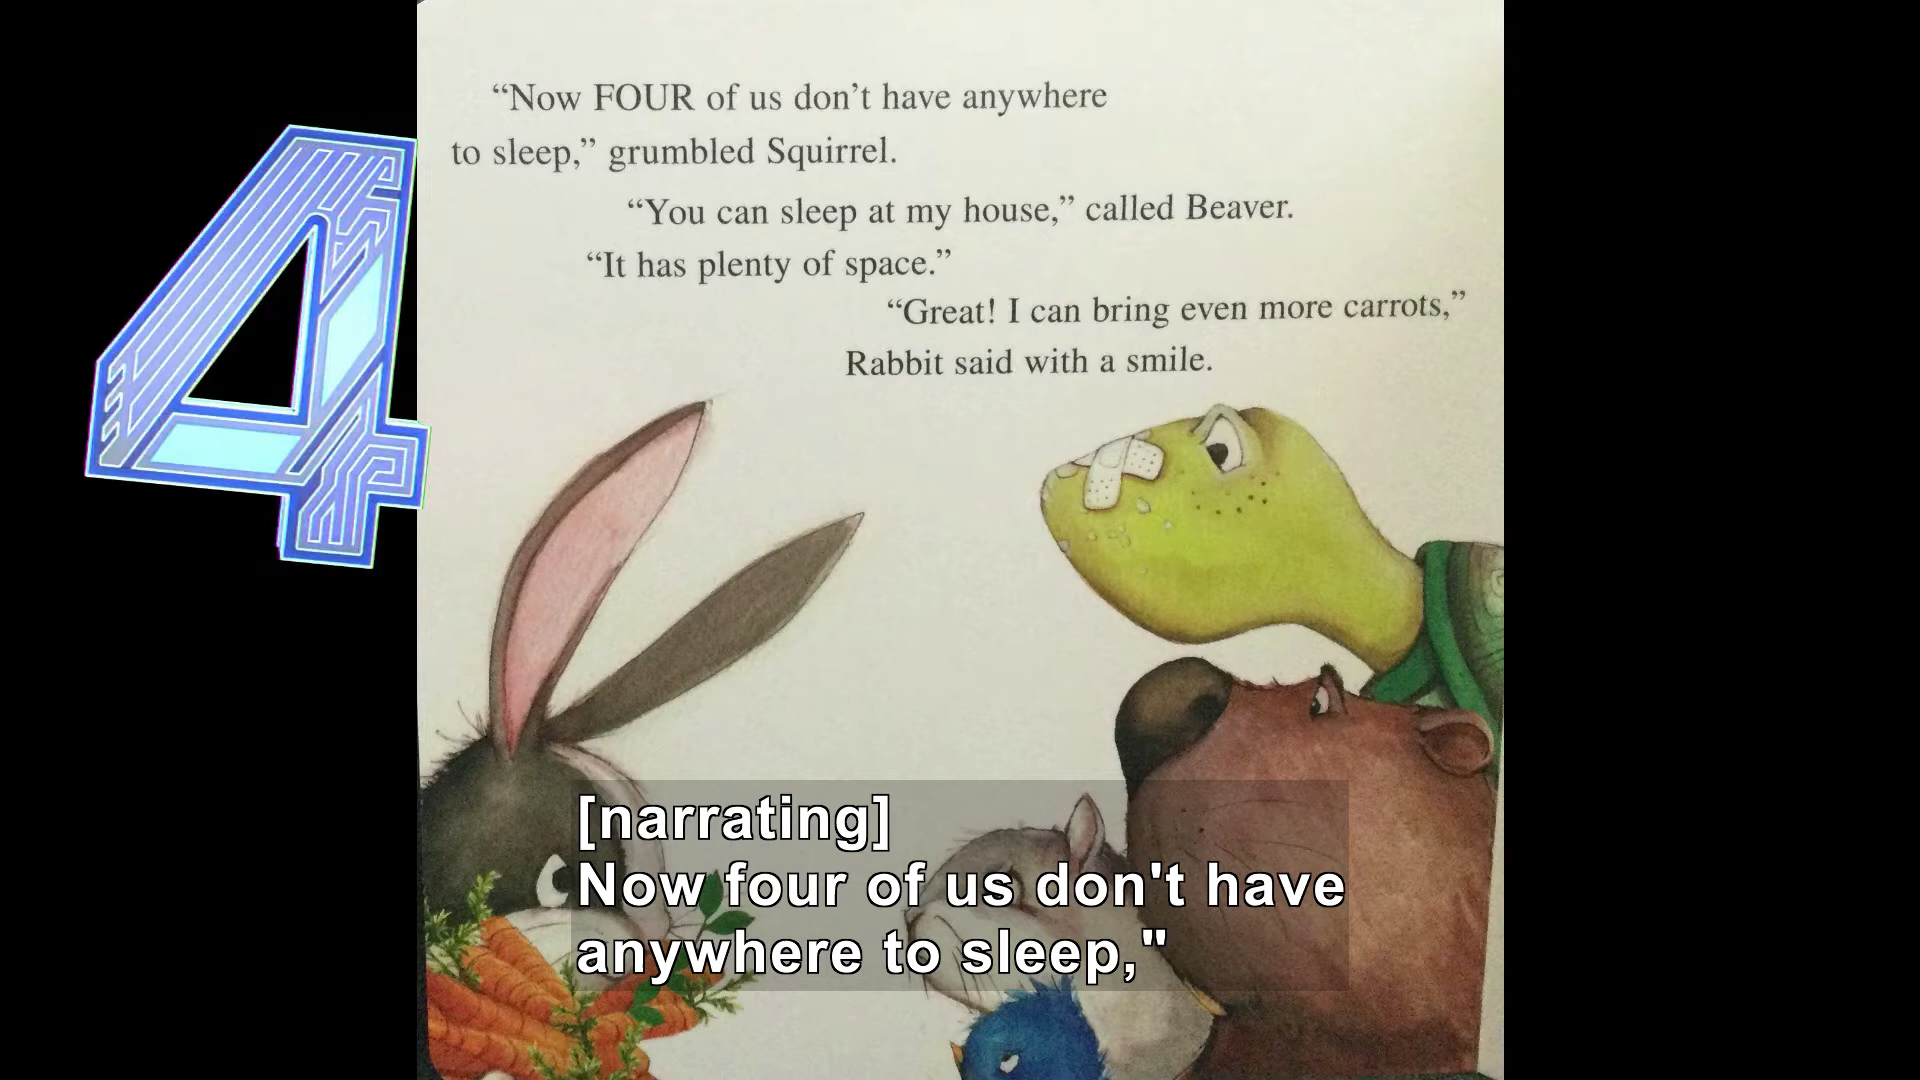 4
“Now FOUR of us don’t have anywhere
to sleep,” grumbled Squirrel.
“You can sleep at my house,” called Beaver.
“It has plenty of space.”
“Great! I can bring even more carrots,”
Rabbit said with a smile.
[narrating]
Now four of us don't have
anywhere to sleep,"